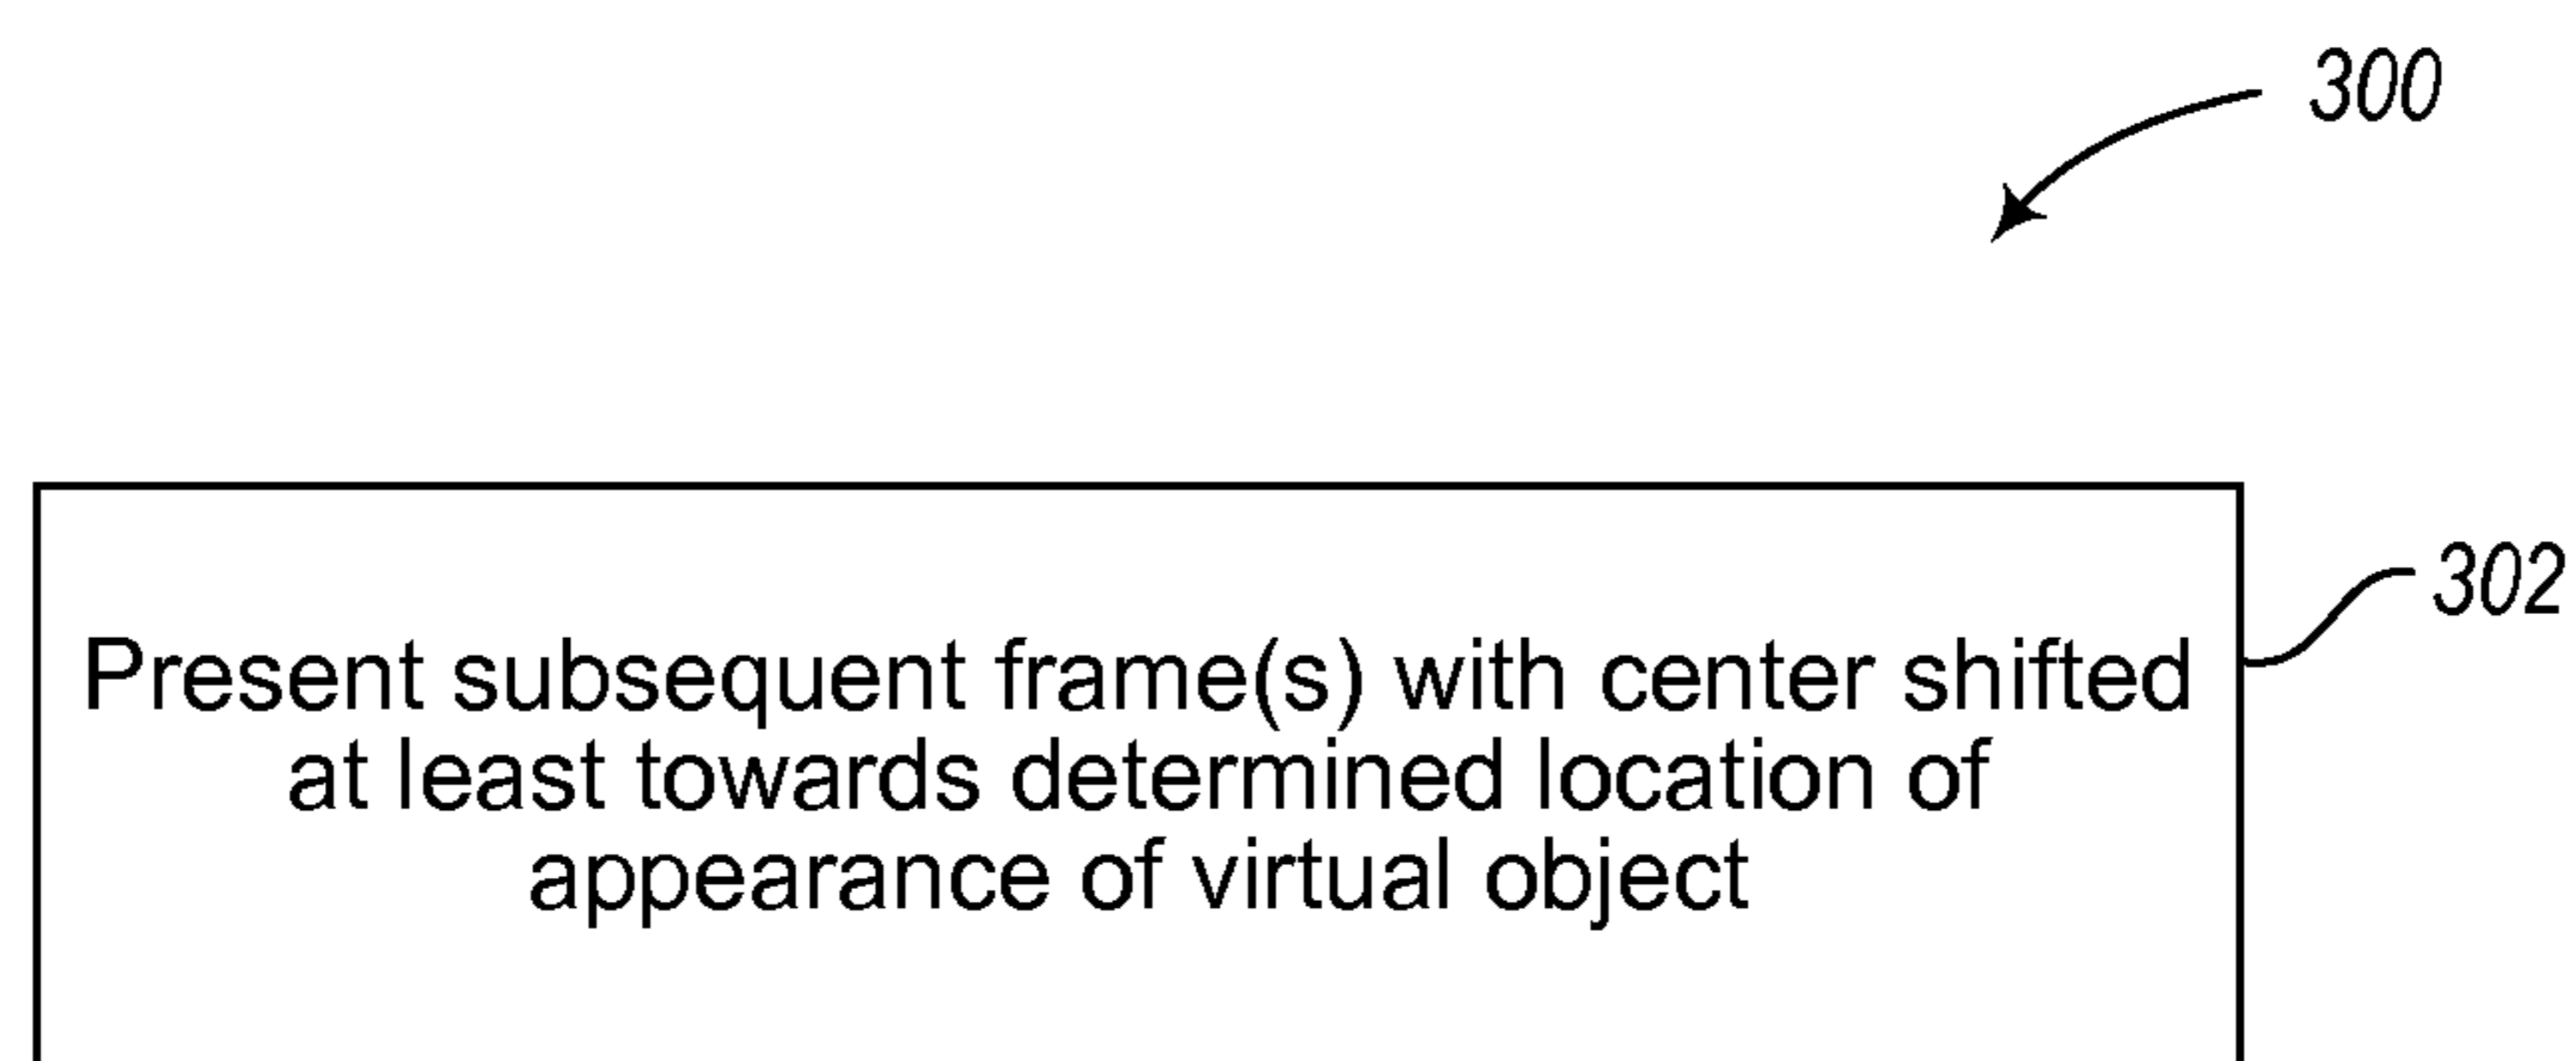 300
302
Present subsequent frame(s) with center shifted
at least towards determined location of
appearance of virtual object